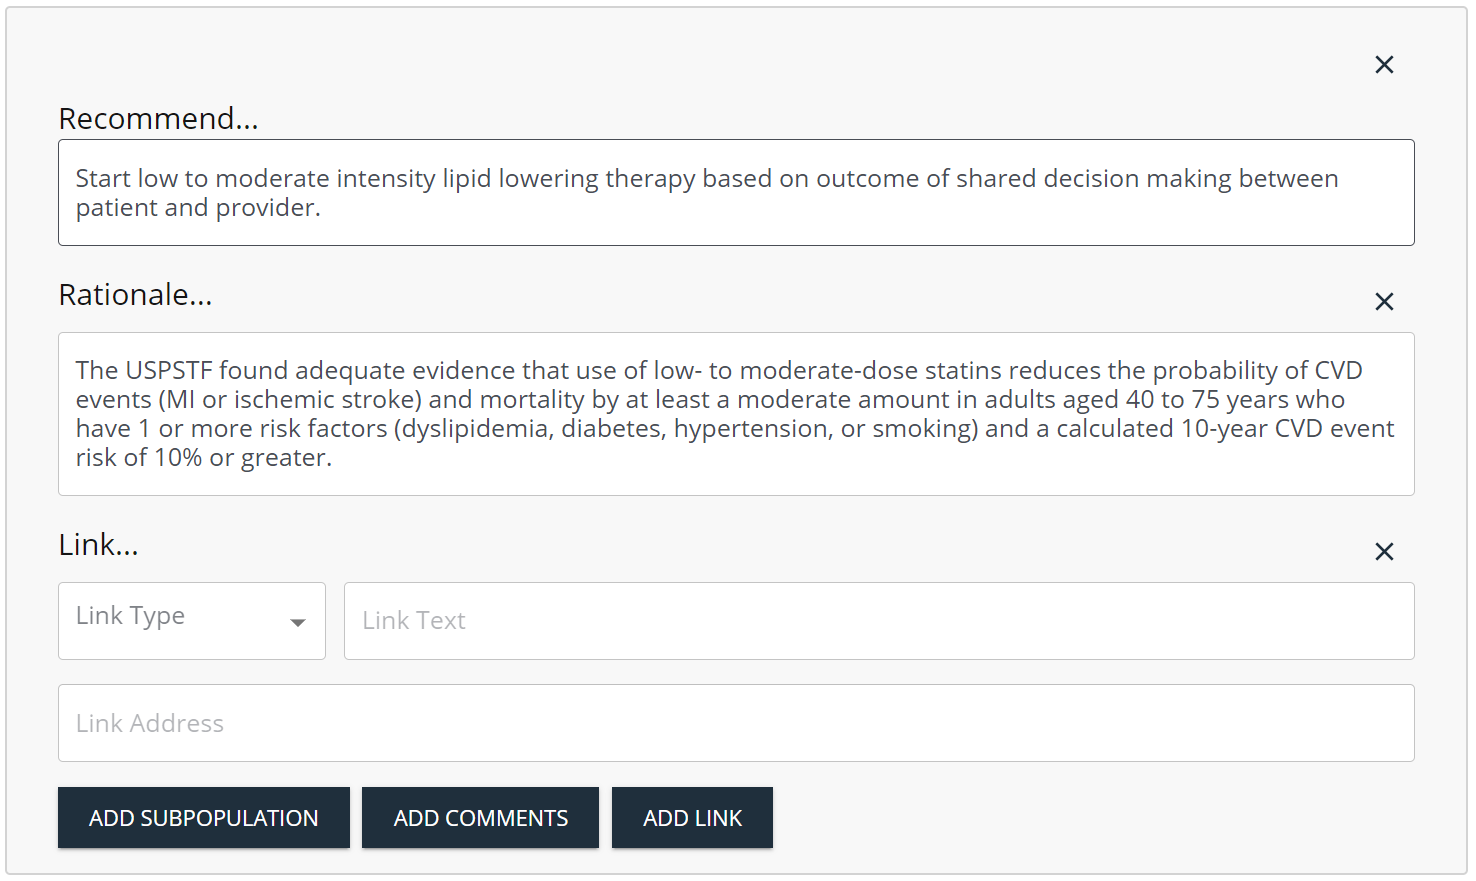 Recommend...
Start low to moderate intensity lipid lowering therapy based on outcome of shared decision making between
patient and provider.
Rationale...
The USPSTF found adequate evidence that use of low- to moderate-dose statins reduces the probability of CVD
events (MI or ischemic stroke) and mortality by at least a moderate amount in adults aged 40 to 75 years who
have 1 or more risk factors (dyslipidemia, diabetes, hypertension, or smoking) and a calculated 10-year CVD event
risk of 10% or greater.
Link...
Link Type
Link Text
Link Address
ADD SUBPOPULATION
ADD COMMENTS
ADD LINK